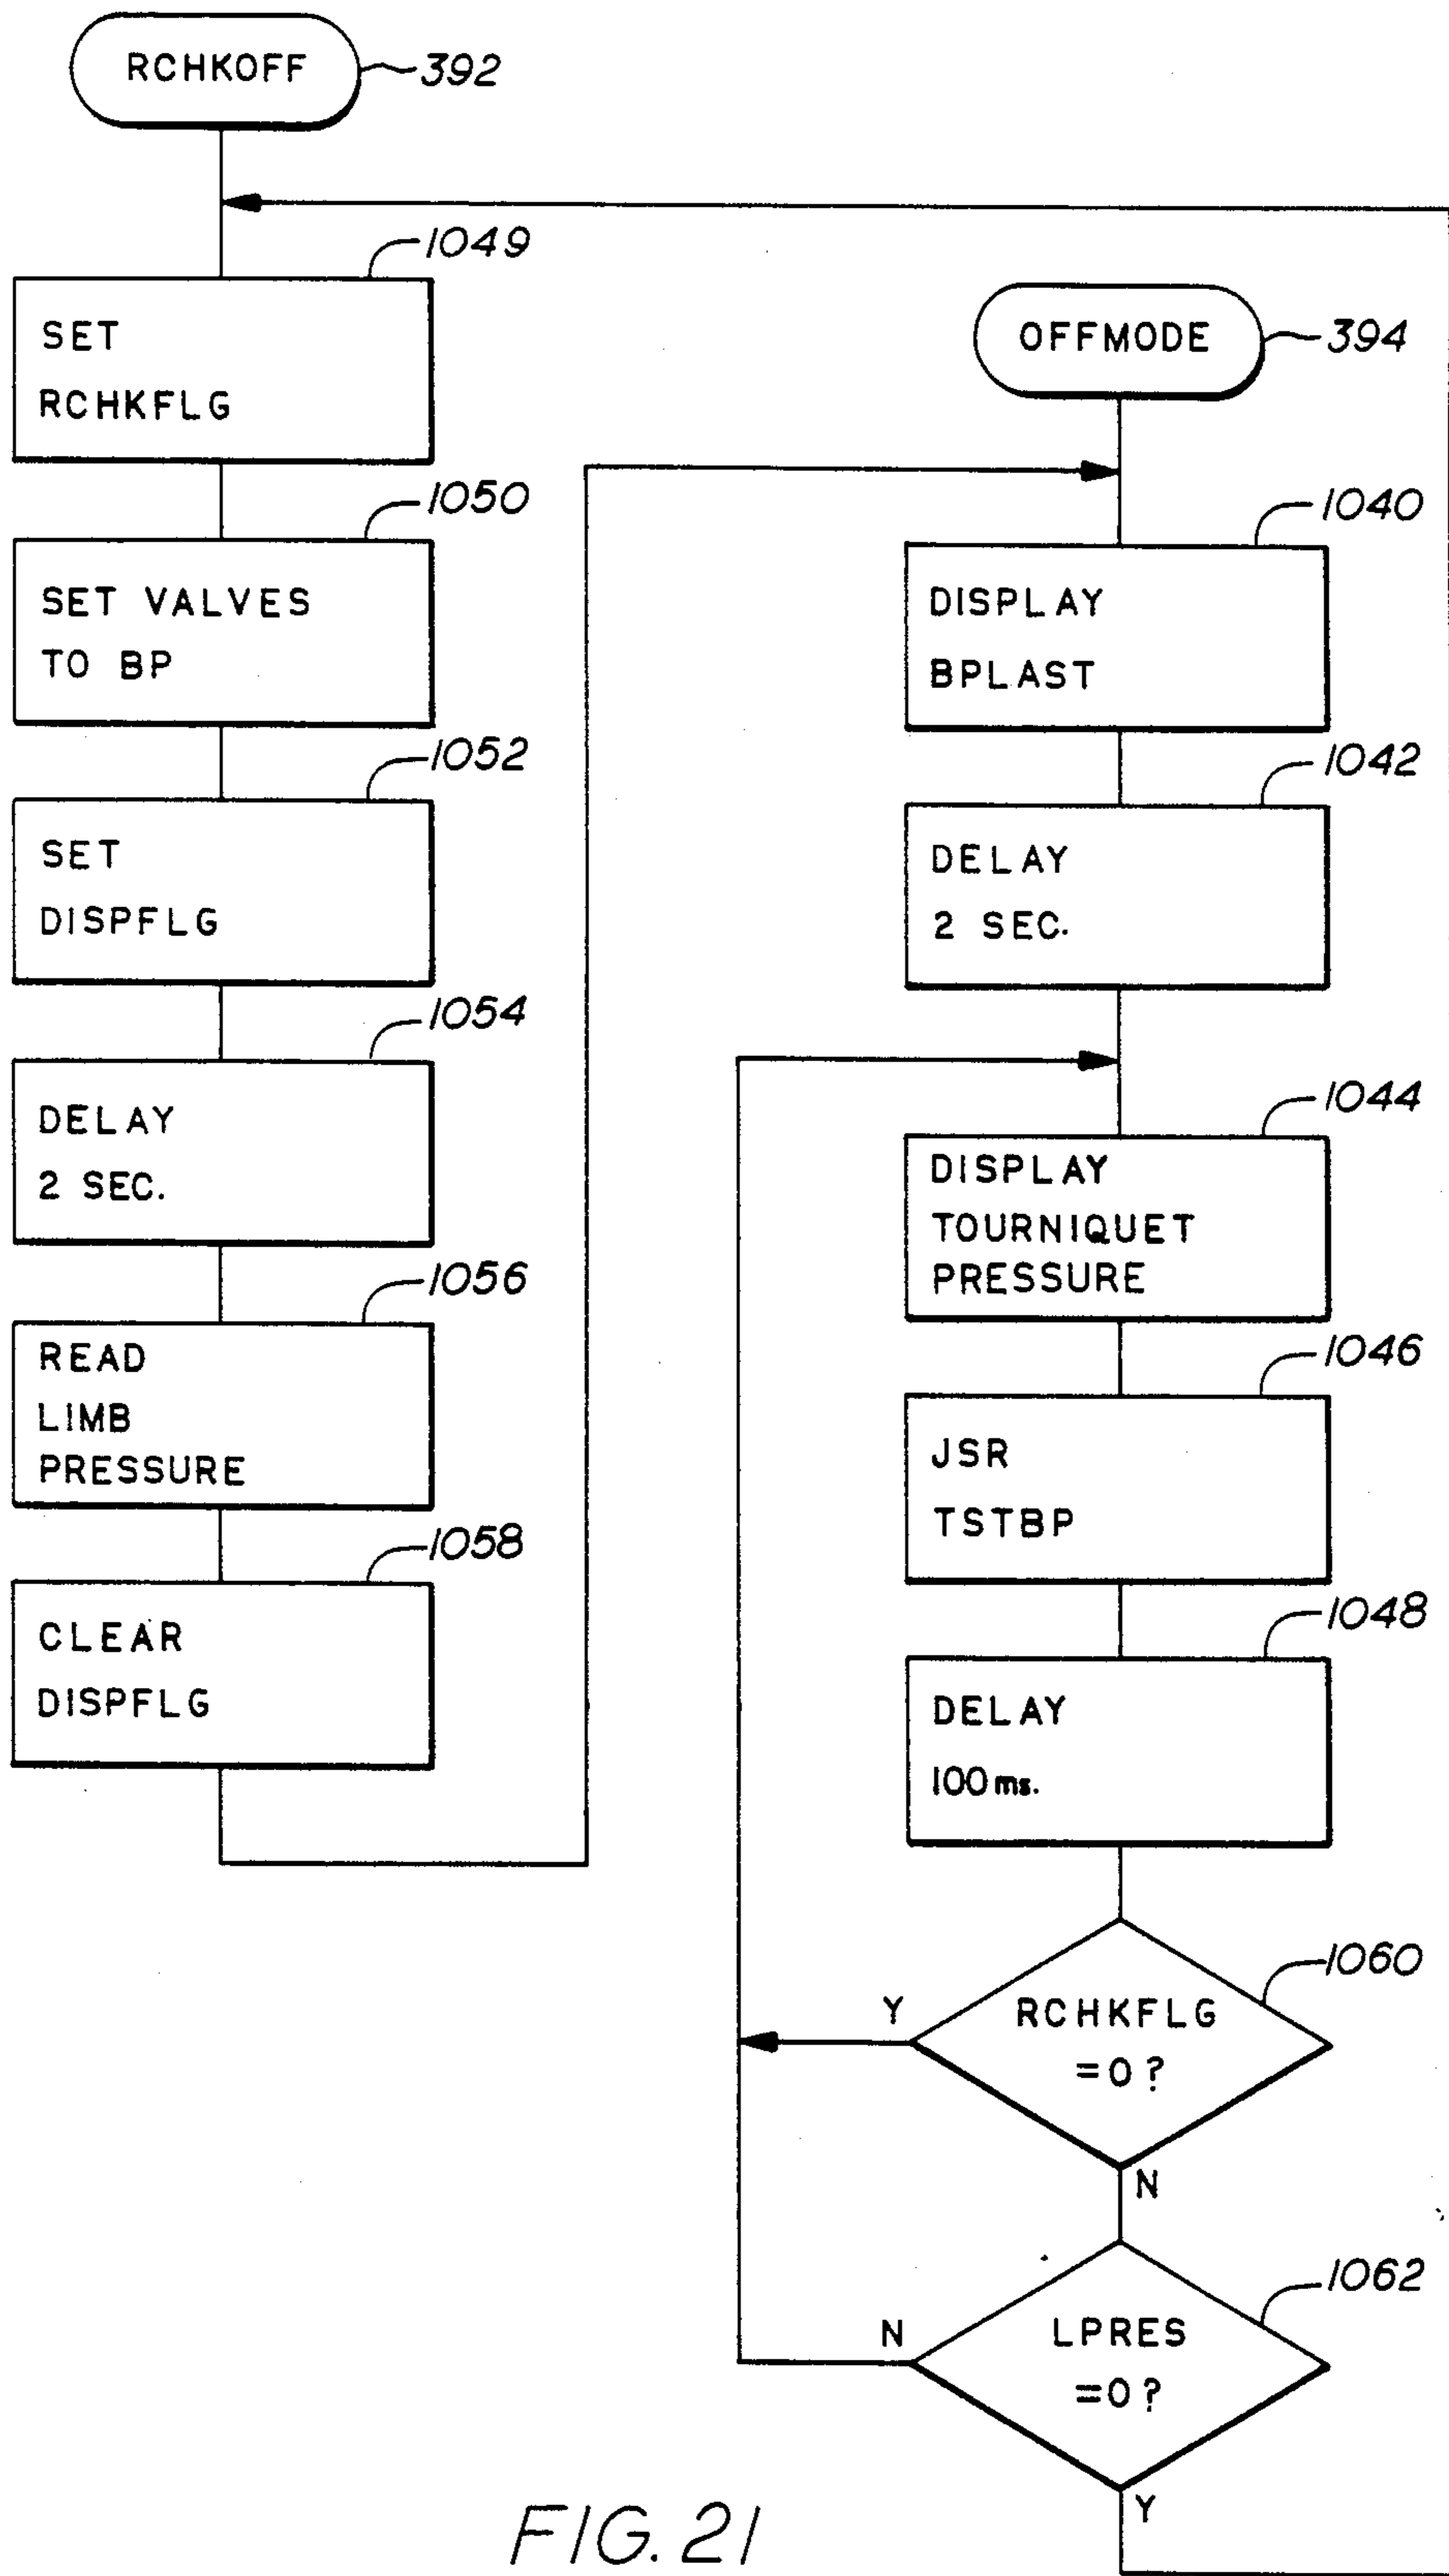 RCHKOFF
392
1049
SET
RCHKFLG
1050
SET VALVES
TO BP
1052
SET
DISPFLG
1054
DELAY
2 SEC.
1056
READ
LIMB
PRESSURE
1058
CLEAR
DISPFLG
OFFMODE
394
1040
DISPLAY
BPLAST
1042
DELAY
2 SEC.
1044
DISPLAY
TOURNIQUET
PRESSURE
1046
JSR
TSTBP
1048
DELAY
100ms.
1060
RCHKFLG
=0?
Y
N
1062
LPRES
=0?
N
Y
FIG. 21